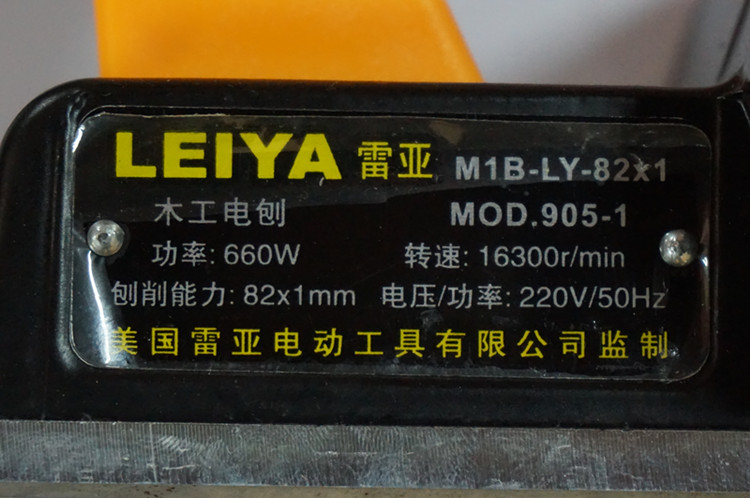 LEIYA 雷亚 M1B-LY-82x1
木工电刨 MOD.905-1
功率: 660W 转速: 16300r/min
刨削能力: 82x1mm 电压/功率: 220V/50Hz
美国雷亚电动工具有限公司监制